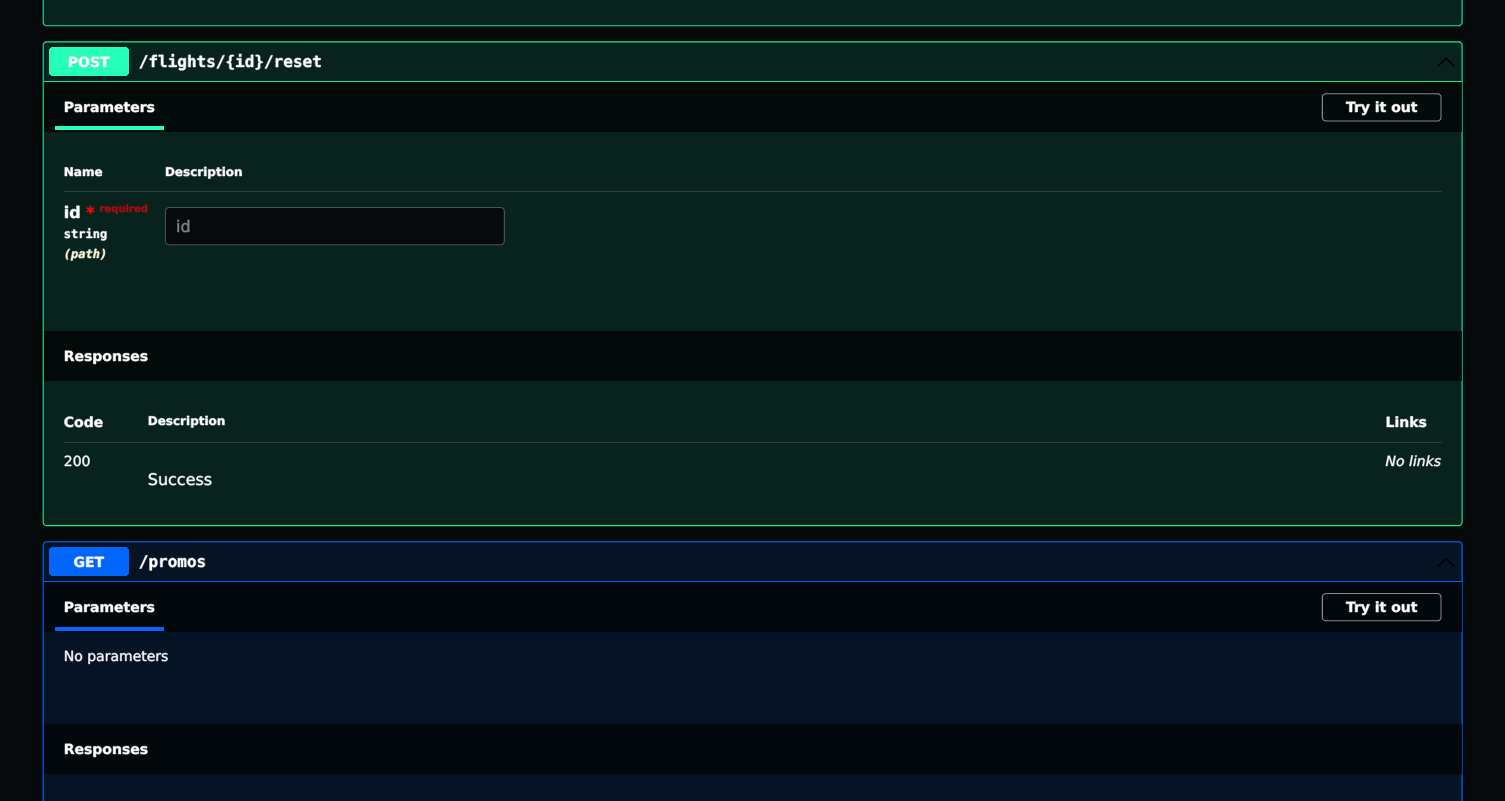 POST /flights/{id}/reset
Parameters Try it out
Name Description
id * required
string
(path)
id
Responses
Code Description Links
200 Success No links
GET /promos
Parameters Try it out
No parameters
Responses